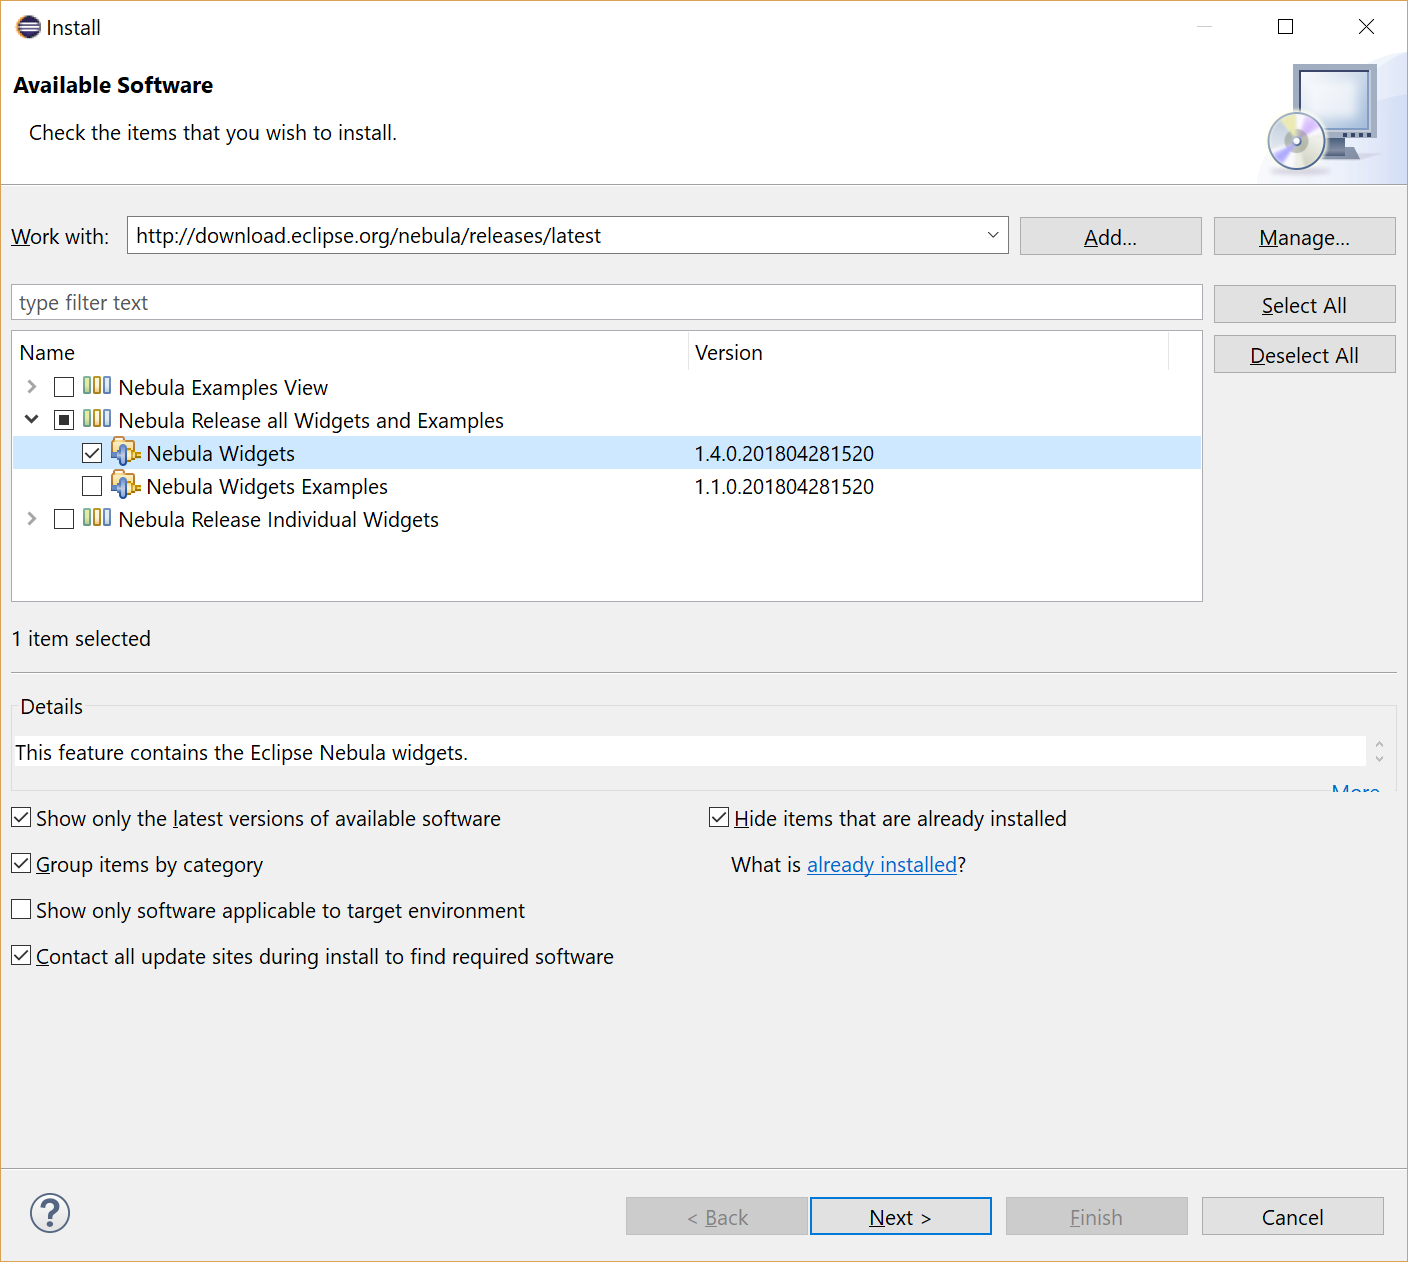 Install
Available Software
Check the items that you wish to install.
Work with: http://download.eclipse.org/nebula/releases/latest Add... Manage...
type filter text Select All
Name Version Deselect All
Nebula Examples View
Nebula Release all Widgets and Examples
Nebula Widgets 1.4.0.201804281520
Nebula Widgets Examples 1.1.0.201804281520
Nebula Release Individual Widgets
1 item selected
Details
This feature contains the Eclipse Nebula widgets.
More...
Show only the latest versions of available software Hide items that are already installed
Group items by category What is already installed?
Show only software applicable to target environment
Contact all update sites during install to find required software
? < Back Next > Finish Cancel